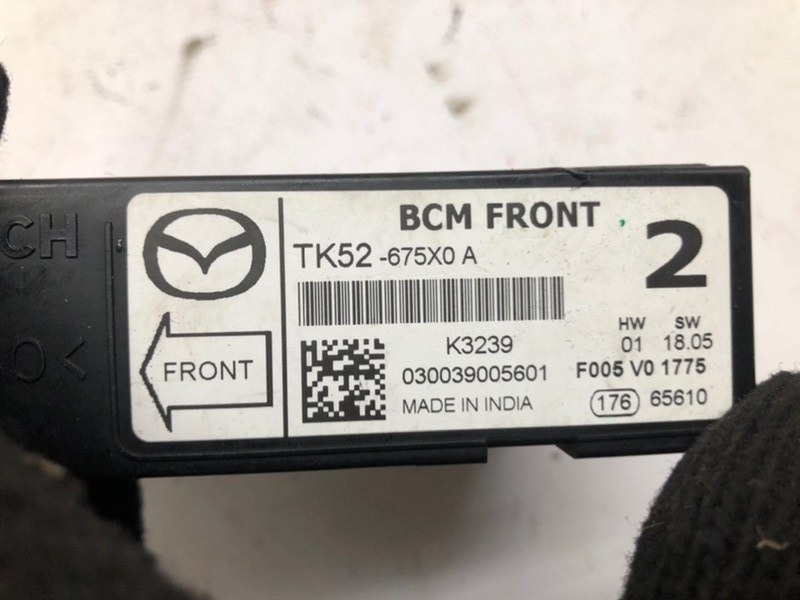 CH
BCM FRONT
TK52 -675X0 A
2
FRONT
K3239
030039005601
MADE IN INDIA
HW SW
01 18.05
F005 V0 1775
176 65610